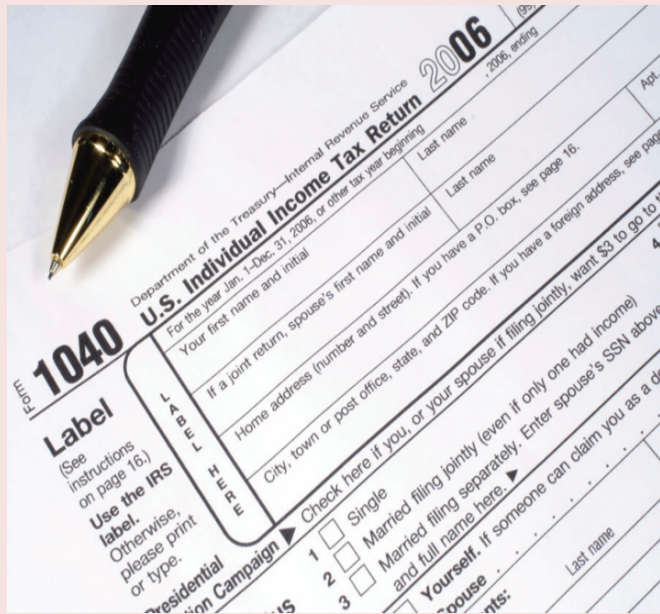 Form 1040
Department of the Treasury—Internal Revenue Service
U.S. Individual Income Tax Return 2006
For the year Jan. 1–Dec. 31, 2006, or other tax year beginning , 2006, ending
Label
(See
instructions
on page 16.)
Use the IRS
label.
Otherwise,
please print
or type.
LABEL HERE
Your first name and initial Last name
If a joint return, spouse's first name and initial Last name
Home address (number and street). If you have a P.O. box, see page 16. Apt.
City, town or post office, state, and ZIP code. If you have a foreign address, see page
Presidential
Campaign ▶ Check here if you, or your spouse if filing jointly, want $3 to go to
1 Single
2 Married filing jointly (even if only one had income)
3 Married filing separately. Enter spouse's SSN above
and full name here. ▶
4
Yourself. If someone can claim you as a
Spouse
Last name